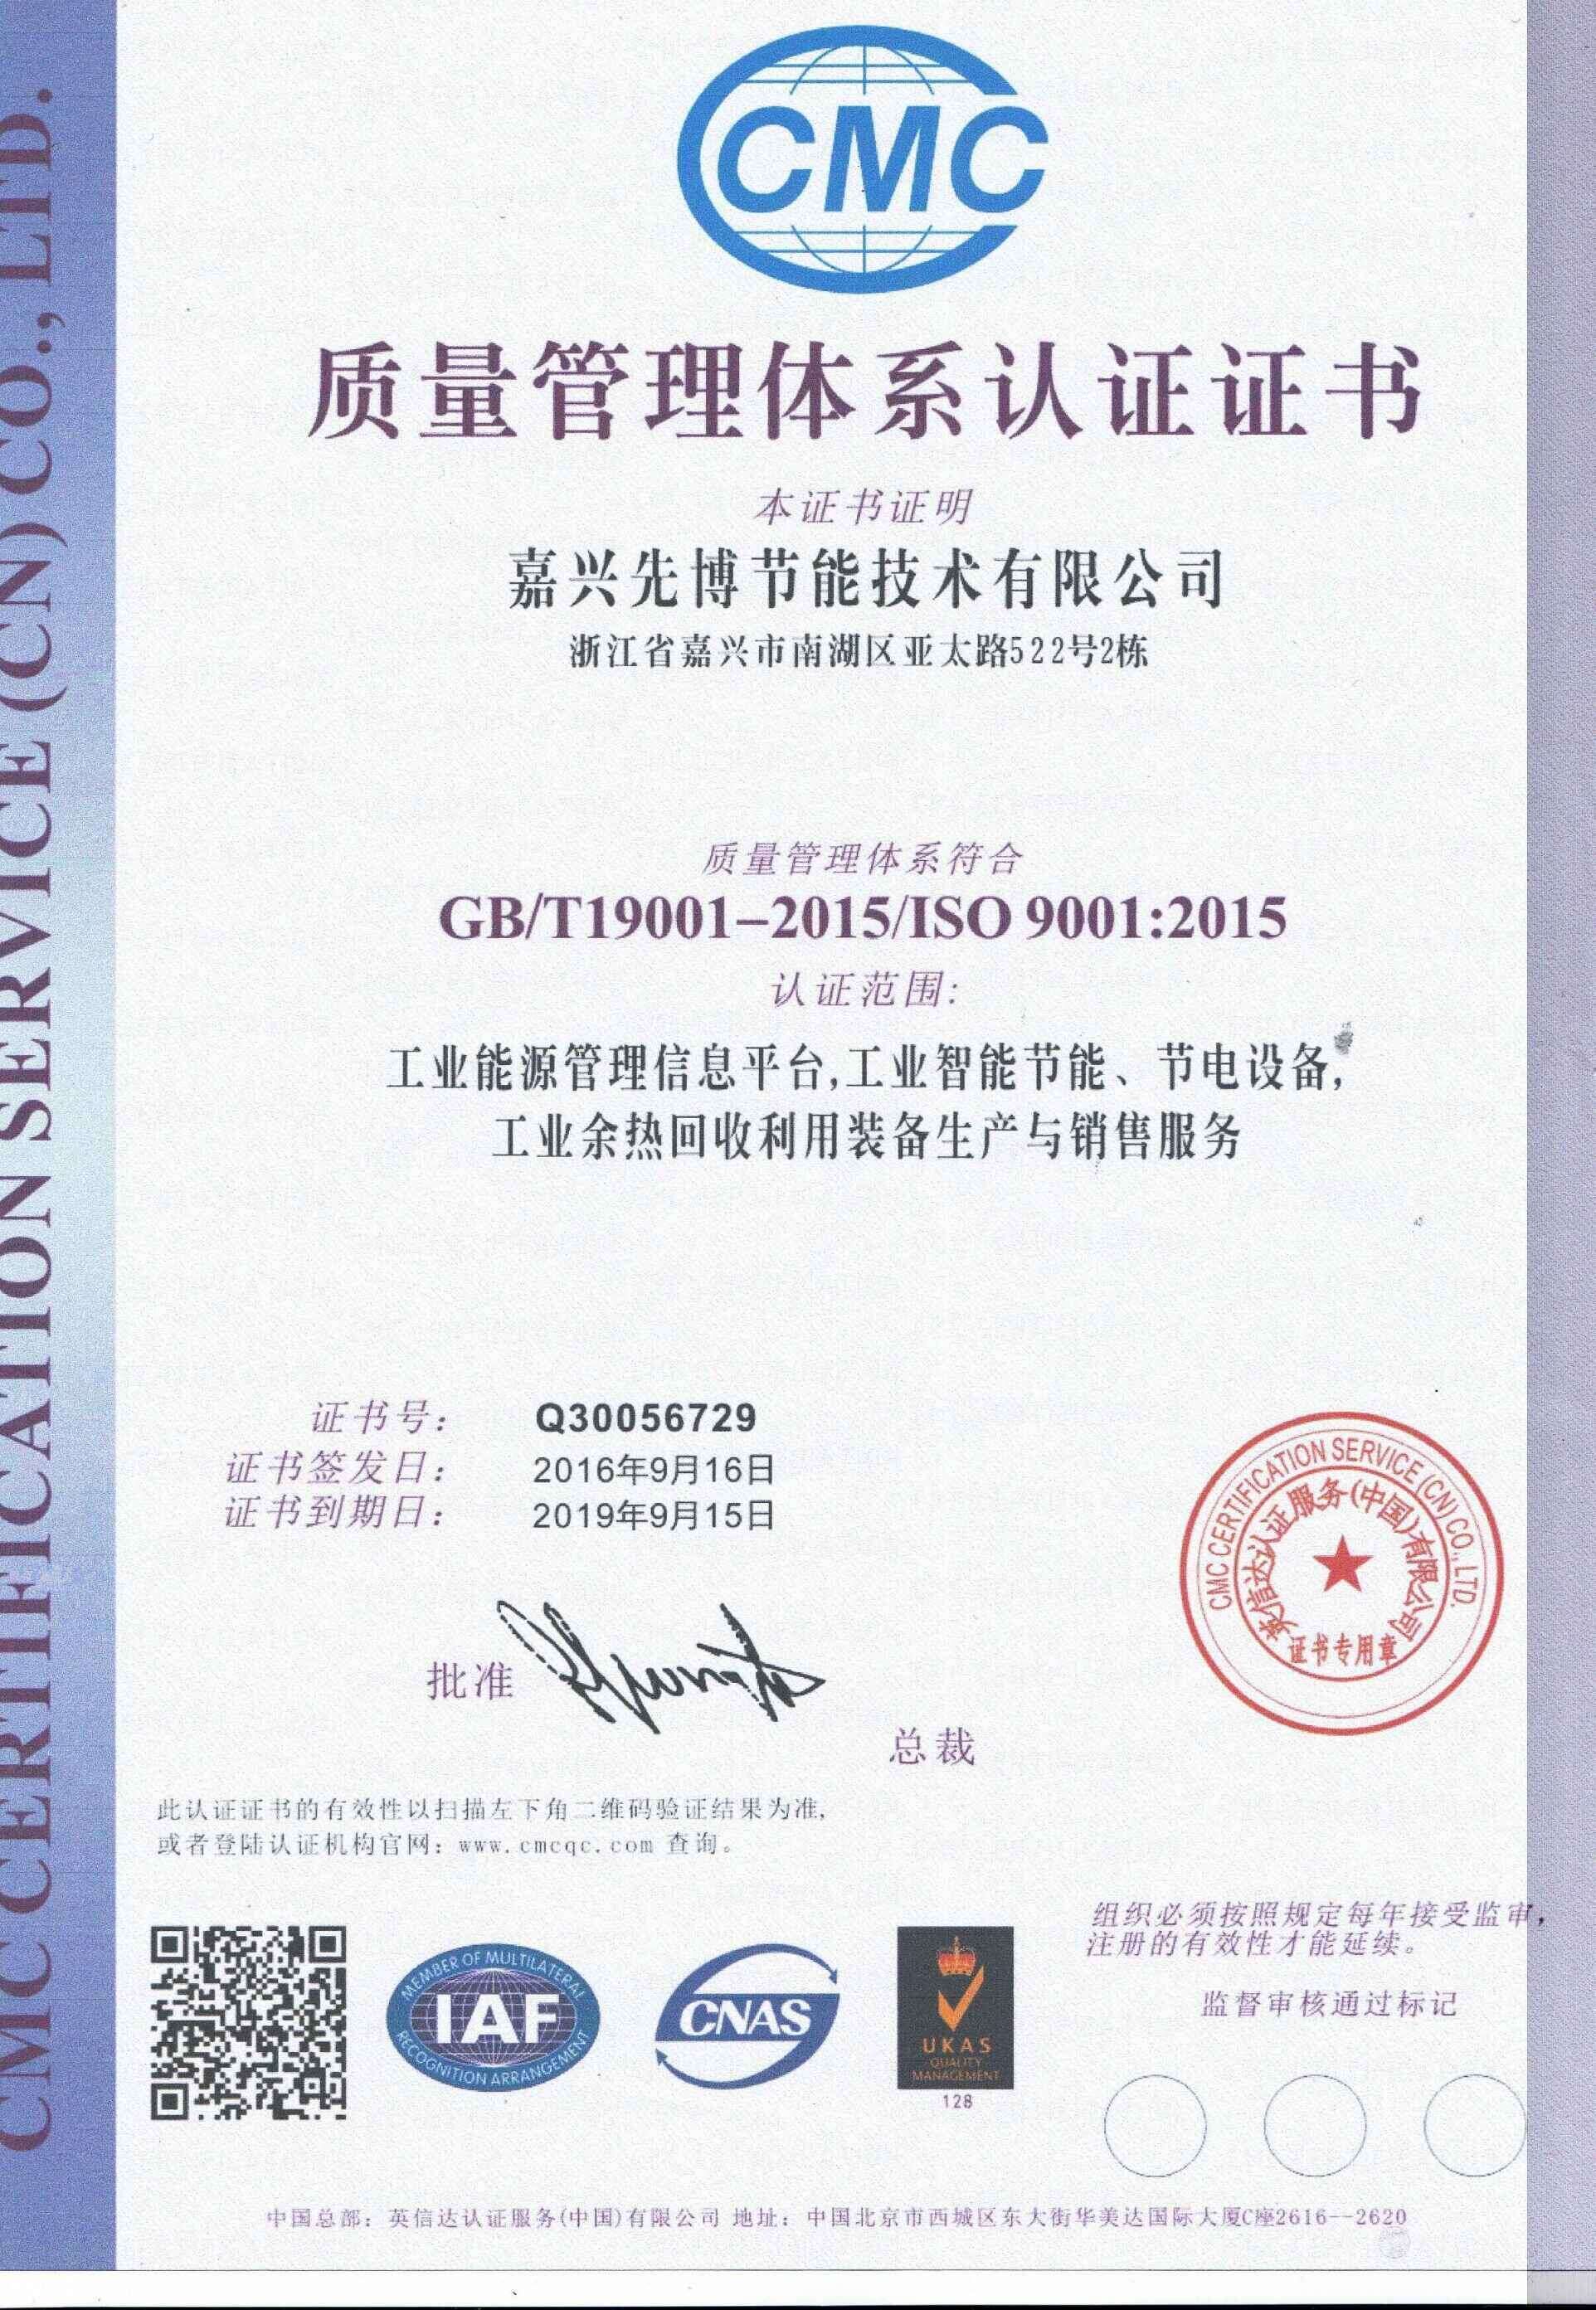 CMC CERTIFICATION SERVICE (CN) CO., LTD.
CMC
质量管理体系认证证书
本证书证明
嘉兴先博节能技术有限公司
浙江省嘉兴市南湖区亚太路522号2栋
质量管理体系符合
GB/T19001–2015/ISO 9001:2015
认证范围:
工业能源管理信息平台,工业智能节能、节电设备,
工业余热回收利用装备生产与销售服务
证书号: Q30056729
证书签发日: 2016年9月16日
证书到期日: 2019年9月15日
CMC CERTIFICATION SERVICE (CN) CO., LTD.
英信达认证服务(中国)有限公司
证书专用章
批准
总裁
此认证证书的有效性以扫描左下角二维码验证结果为准,
或者登陆认证机构官网: www.cmcqc.com 查询。
组织必须按照规定每年接受监审,
注册的有效性才能延续。
监督审核通过标记
MEMBER OF MULTILATERAL
IAF
RECOGNITION ARRANGEMENT
CNAS
UKAS
QUALITY
MANAGEMENT
128
中国总部: 英信达认证服务(中国)有限公司 地址: 中国北京市西城区东大街华美达国际大厦C座2616--2620